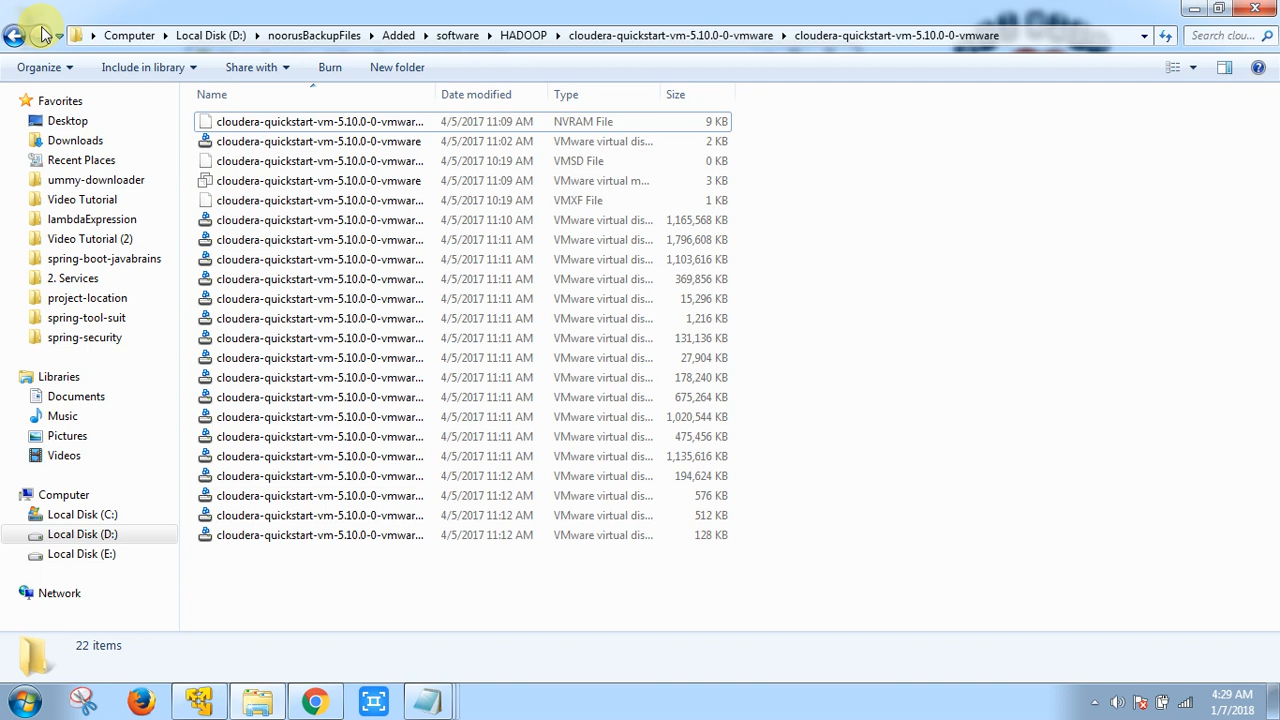 Computer Local Disk (D:) noorusBackupFiles Added software HADOOP cloudera-quickstart-vm-5.10.0-0-vmware cloudera-quickstart-vm-5.10.0-0-vmware Search clou...
Organize Include in library Share with Burn New folder
Name Date modified Type Size
Favorites
Desktop
Downloads
Recent Places
ummy-downloader
Video Tutorial
lambdaExpression
Video Tutorial (2)
spring-boot-javabrains
2. Services
project-location
spring-tool-suit
spring-security
Libraries
Documents
Music
Pictures
Videos
Computer
Local Disk (C:)
Local Disk (D:)
Local Disk (E:)
Network
cloudera-quickstart-vm-5.10.0-0-vmwar... 4/5/2017 11:09 AM NVRAM File 9 KB
cloudera-quickstart-vm-5.10.0-0-vmware 4/5/2017 11:02 AM VMware virtual dis... 2 KB
cloudera-quickstart-vm-5.10.0-0-vmwar... 4/5/2017 10:19 AM VMSD File 0 KB
cloudera-quickstart-vm-5.10.0-0-vmware 4/5/2017 11:09 AM VMware virtual m... 3 KB
cloudera-quickstart-vm-5.10.0-0-vmwar... 4/5/2017 10:19 AM VMXF File 1 KB
cloudera-quickstart-vm-5.10.0-0-vmwar... 4/5/2017 11:10 AM VMware virtual dis... 1,165,568 KB
cloudera-quickstart-vm-5.10.0-0-vmwar... 4/5/2017 11:11 AM VMware virtual dis... 1,796,608 KB
cloudera-quickstart-vm-5.10.0-0-vmwar... 4/5/2017 11:11 AM VMware virtual dis... 1,103,616 KB
cloudera-quickstart-vm-5.10.0-0-vmwar... 4/5/2017 11:11 AM VMware virtual dis... 369,856 KB
cloudera-quickstart-vm-5.10.0-0-vmwar... 4/5/2017 11:11 AM VMware virtual dis... 15,296 KB
cloudera-quickstart-vm-5.10.0-0-vmwar... 4/5/2017 11:11 AM VMware virtual dis... 1,216 KB
cloudera-quickstart-vm-5.10.0-0-vmwar... 4/5/2017 11:11 AM VMware virtual dis... 131,136 KB
cloudera-quickstart-vm-5.10.0-0-vmwar... 4/5/2017 11:11 AM VMware virtual dis... 27,904 KB
cloudera-quickstart-vm-5.10.0-0-vmwar... 4/5/2017 11:11 AM VMware virtual dis... 178,240 KB
cloudera-quickstart-vm-5.10.0-0-vmwar... 4/5/2017 11:11 AM VMware virtual dis... 675,264 KB
cloudera-quickstart-vm-5.10.0-0-vmwar... 4/5/2017 11:11 AM VMware virtual dis... 1,020,544 KB
cloudera-quickstart-vm-5.10.0-0-vmwar... 4/5/2017 11:11 AM VMware virtual dis... 475,456 KB
cloudera-quickstart-vm-5.10.0-0-vmwar... 4/5/2017 11:11 AM VMware virtual dis... 1,135,616 KB
cloudera-quickstart-vm-5.10.0-0-vmwar... 4/5/2017 11:12 AM VMware virtual dis... 194,624 KB
cloudera-quickstart-vm-5.10.0-0-vmwar... 4/5/2017 11:12 AM VMware virtual dis... 576 KB
cloudera-quickstart-vm-5.10.0-0-vmwar... 4/5/2017 11:12 AM VMware virtual dis... 512 KB
cloudera-quickstart-vm-5.10.0-0-vmwar... 4/5/2017 11:12 AM VMware virtual dis... 128 KB
22 items
4:29 AM
1/7/2018